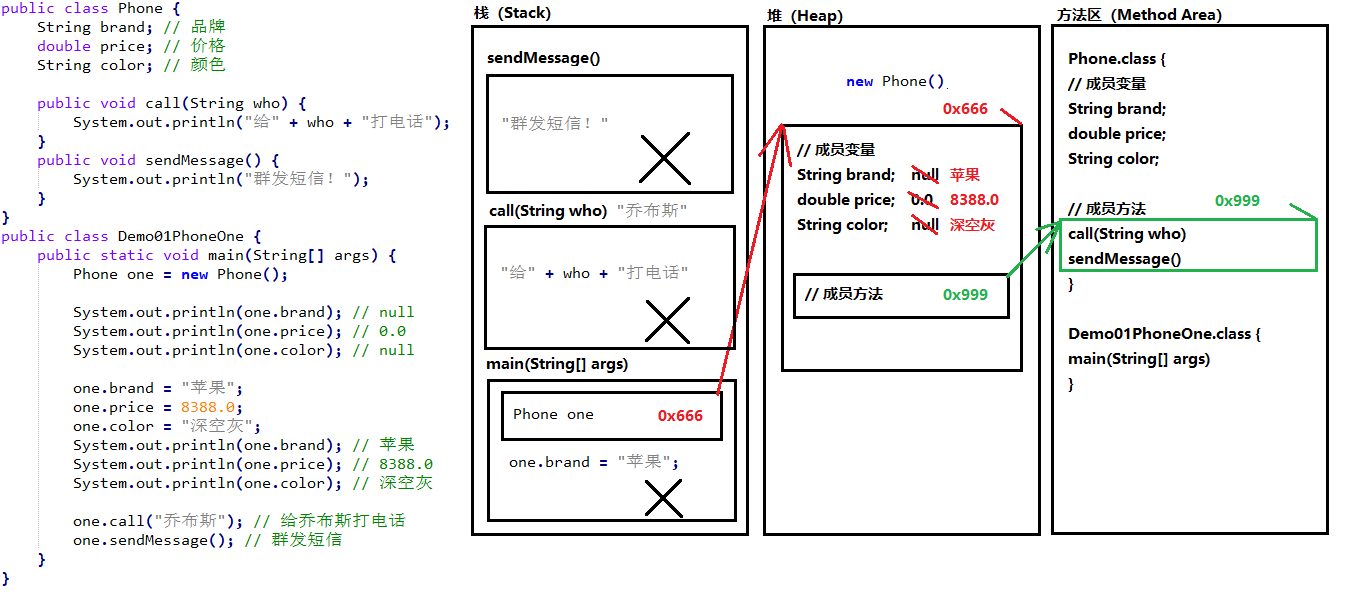 public class Phone {
String brand; // 品牌
double price; // 价格
String color; // 颜色
public void call(String who) {
System.out.println("给" + who + "打电话");
}
public void sendMessage() {
System.out.println("群发短信！");
}
}
public class Demo01PhoneOne {
public static void main(String[] args) {
Phone one = new Phone();
System.out.println(one.brand); // null
System.out.println(one.price); // 0.0
System.out.println(one.color); // null
one.brand = "苹果";
one.price = 8388.0;
one.color = "深空灰";
System.out.println(one.brand); // 苹果
System.out.println(one.price); // 8388.0
System.out.println(one.color); // 深空灰
one.call("乔布斯"); // 给乔布斯打电话
one.sendMessage(); // 群发短信
}
}
栈（Stack）
sendMessage()
"群发短信！"
call(String who) "乔布斯"
"给" + who + "打电话"
main(String[] args)
Phone one 0x666
one.brand = "苹果";
堆（Heap）
new Phone()
0x666
// 成员变量
String brand; null 苹果
double price; 0.0 8388.0
String color; null 深空灰
// 成员方法 0x999
方法区（Method Area）
Phone.class {
// 成员变量
String brand;
double price;
String color;
// 成员方法 0x999
call(String who)
sendMessage()
}
Demo01PhoneOne.class {
main(String[] args)
}